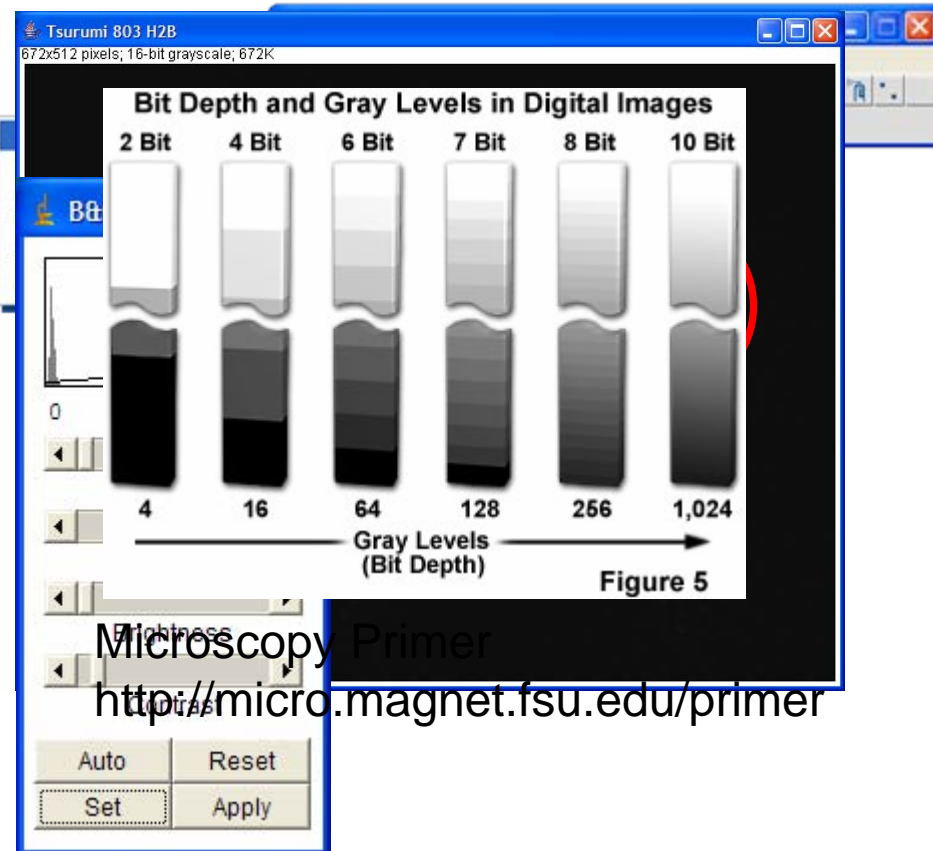 Tsurumi 803 H2B
672x512 pixels; 16-bit grayscale; 672K
Bit Depth and Gray Levels in Digital Images
2 Bit 4 Bit 6 Bit 7 Bit 8 Bit 10 Bit
B&
0
4 16 64 128 256 1,024
Gray Levels
(Bit Depth)
Figure 5
Brightness
Microscopy Primer
Contrast
http://micro.magnet.fsu.edu/primer
Auto Reset
Set Apply